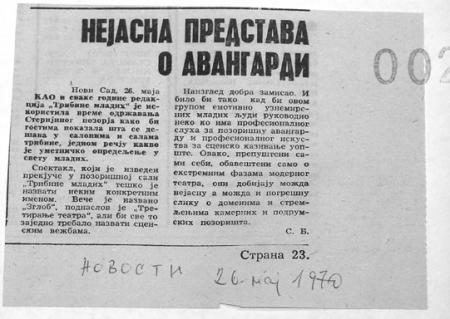 НЕЈАСНА ПРЕДСТАВА
О АВАНГАРДИ
002
Нови Сад, 26. маја
КАО и сваке године редак-
ција „Трибине младих" је ис-
користила време одржавања
Стеријиног позорја како би
гостима показала шта се де-
шава у салонима и салама
трибине, једном речју какво
је уметничко опредељење у
свету младих.
Спектакл, који је изведен
прекјуче у позоришној сали
„Трибине младих" тешко је
назвати неким конкретним
именом. Вече је названо
„Зглоб", поднаслов је „Тре-
тирање театра", али би све то
заједно требало назвати сцен-
ским вежбама.
Наизглед добра замисао. И
било би тако кад би овом
групом емотивно узнемире-
них младих људи руководио
неко ко има професионалног
слуха за позоришну авангар-
ду и професионалног искус-
тва за сценско казивање уоп-
ште. Овако, препуштени са-
ми себи, обавештени само о
екстремним фазама модерног
театра, они добијају можда
нејасну а можда и погрешну
слику о доменима и стрем-
љењима камерних и подрум-
ских позоришта.
С. Б.
Страна 23.
НОВОСТИ 26. мај 1970